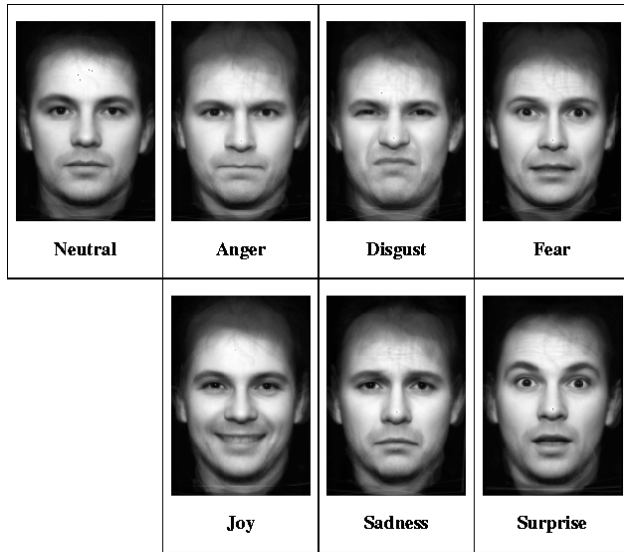 Neutral
Anger
Disgust
Fear
Joy
Sadness
Surprise